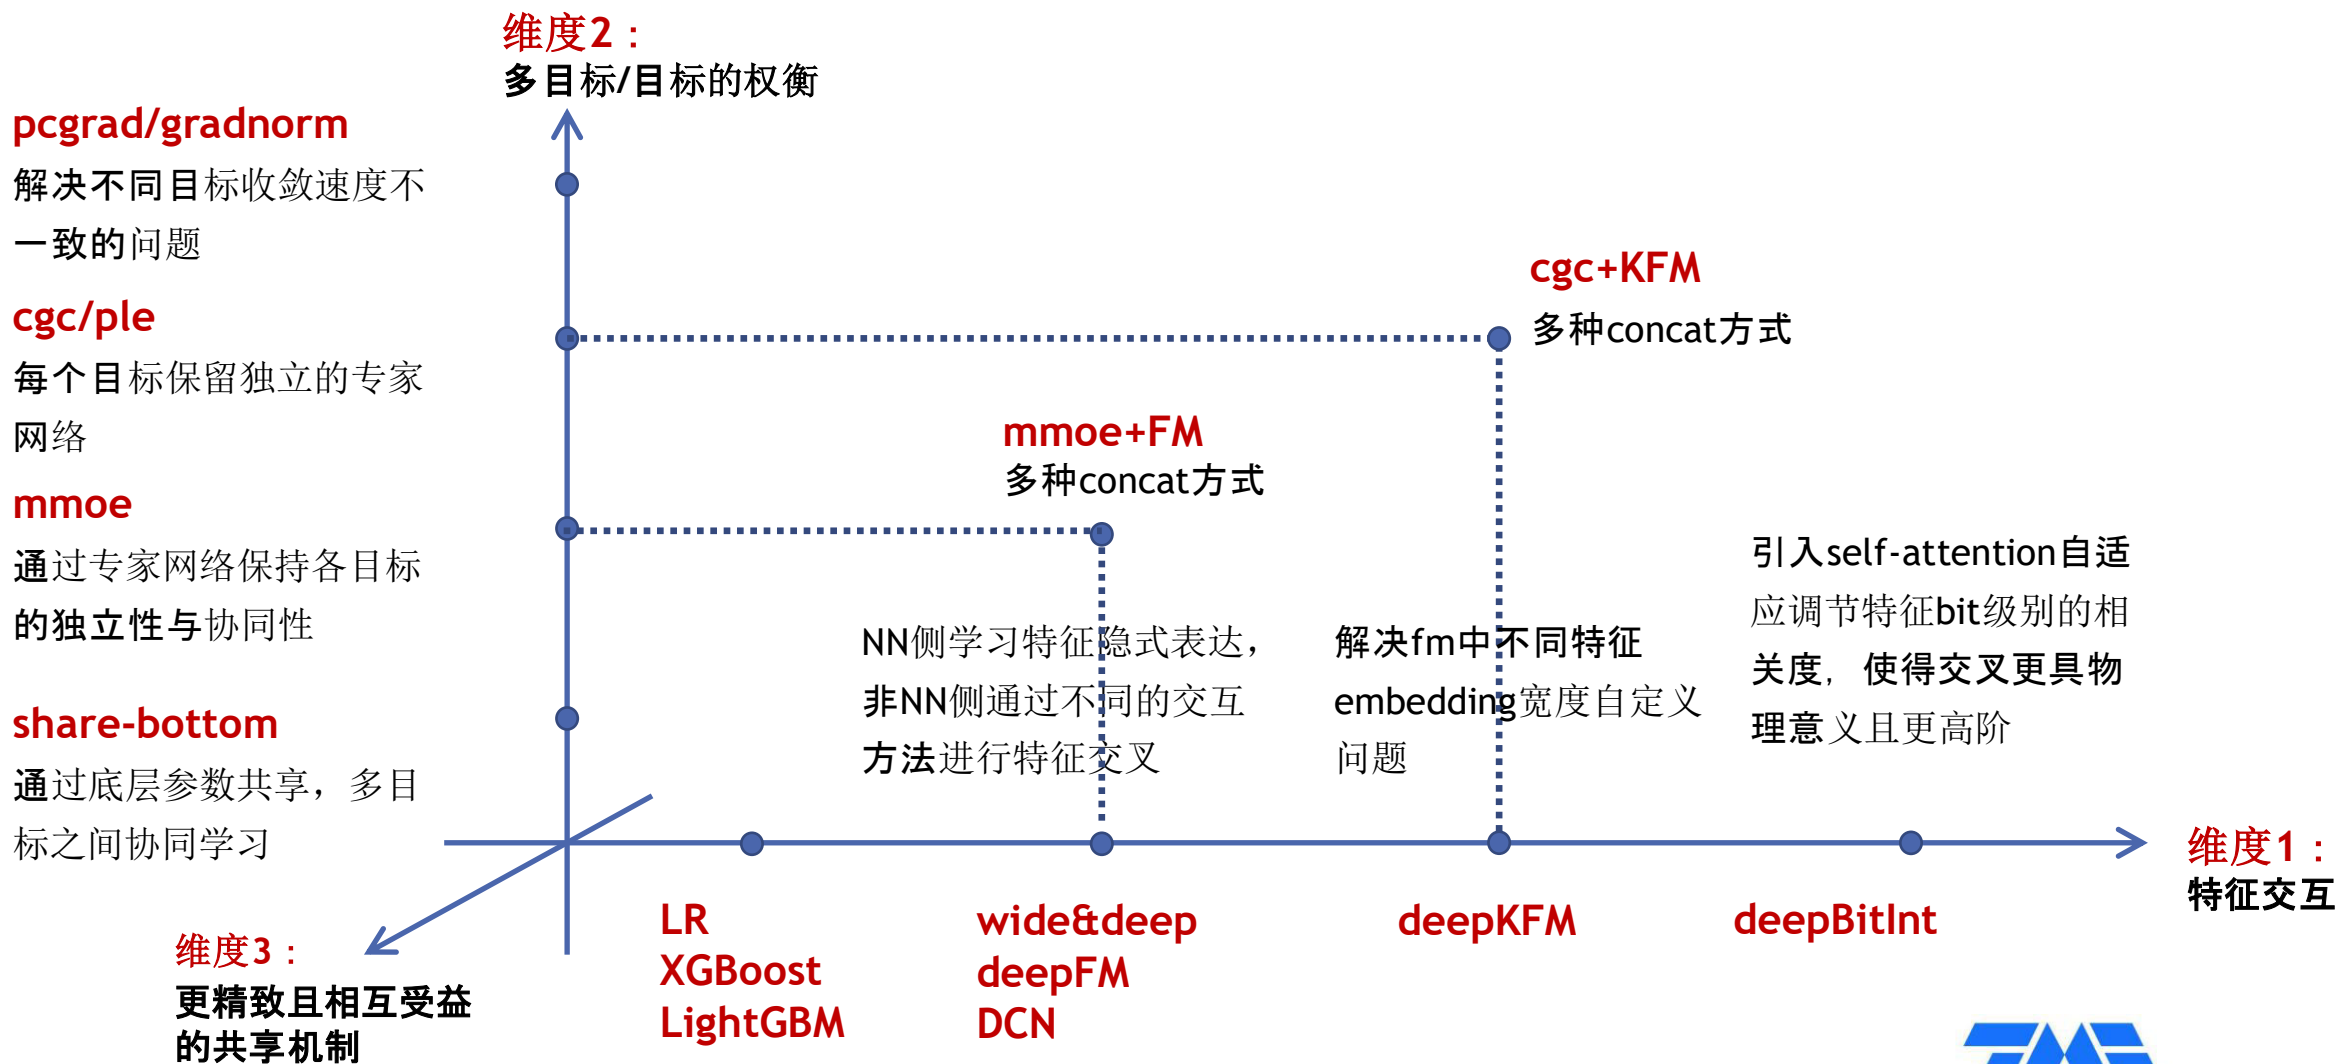 维度2：
多目标/目标的权衡
pcgrad/gradnorm
解决不同目标收敛速度不
一致的问题
cgc/ple
每个目标保留独立的专家
网络
mmoe
通过专家网络保持各目标
的独立性与协同性
share-bottom
通过底层参数共享，多目
标之间协同学习
cgc+KFM
多种concat方式
mmoe+FM
多种concat方式
NN侧学习特征隐式表达，
非NN侧通过不同的交互
方法进行特征交叉
解决fm中不同特征
embedding宽度自定义
问题
引入self-attention自适
应调节特征bit级别的相
关度，使得交叉更具物
理意义且更高阶
维度1：
特征交互
维度3：
更精致且相互受益
的共享机制
LR
XGBoost
LightGBM
wide&deep
deepFM
DCN
deepKFM
deepBitInt